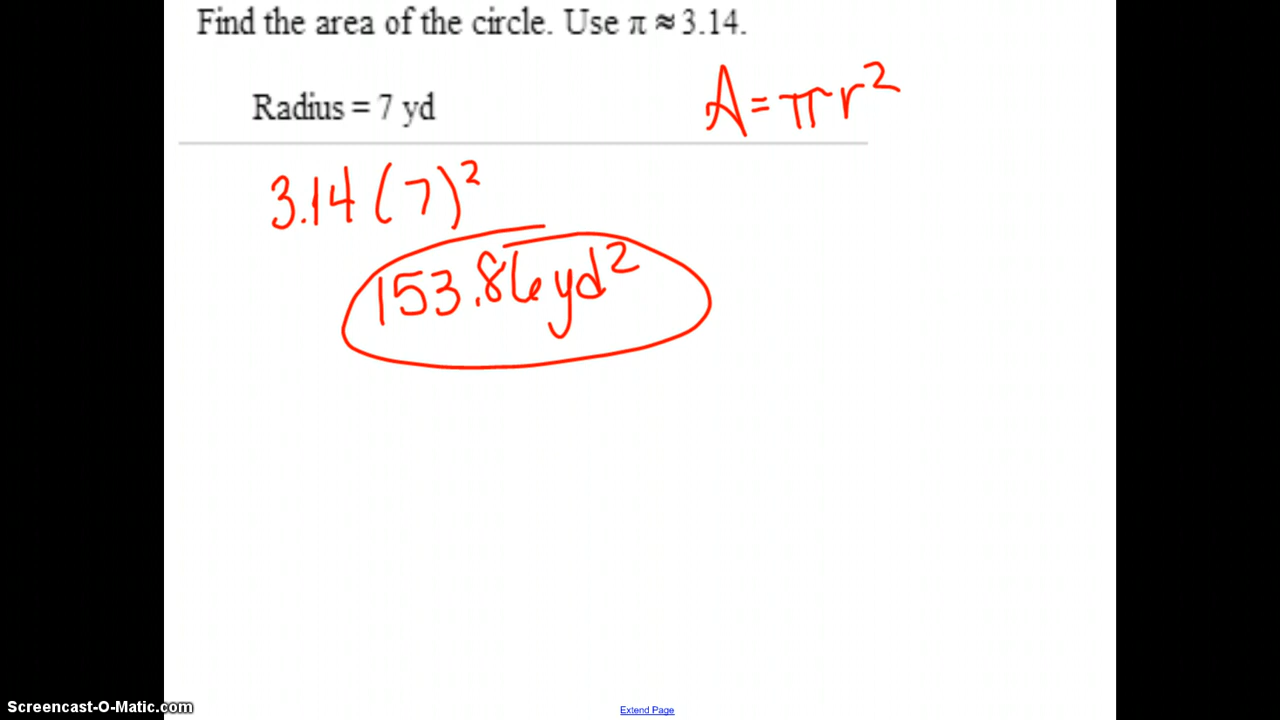 Find the area of the circle. Use π ≈ 3.14.
Radius = 7 yd
A = πr²
3.14(7)²
153.86 yd²
Screencast-O-Matic.com
Extend Page